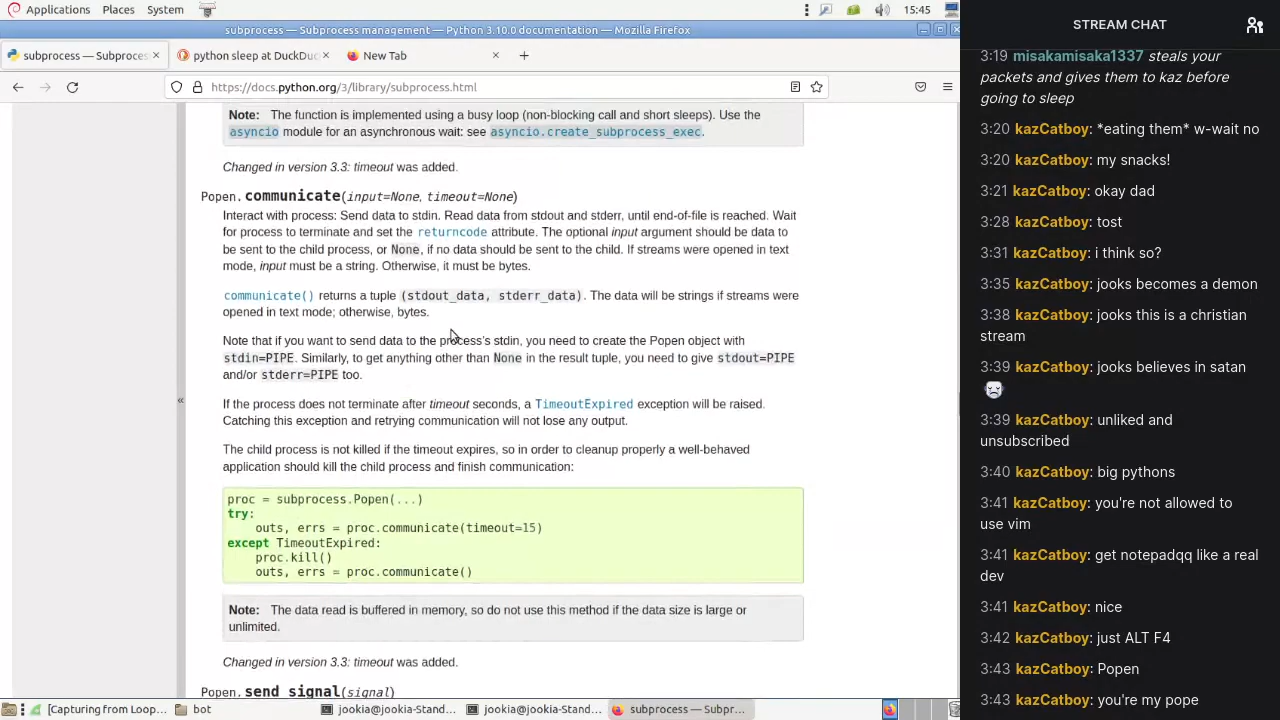 Applications Places System 15:45
subprocess — Subprocess management — Python 3.10.0 documentation — Mozilla Firefox
subprocess — Subproces
python sleep at DuckDuc
New Tab
https://docs.python.org/3/library/subprocess.html
Note: The function is implemented using a busy loop (non-blocking call and short sleeps). Use the
asyncio module for an asynchronous wait: see asyncio.create_subprocess_exec.
Changed in version 3.3: timeout was added.
Popen.communicate(input=None, timeout=None)
Interact with process: Send data to stdin. Read data from stdout and stderr, until end-of-file is reached. Wait
for process to terminate and set the returncode attribute. The optional input argument should be data to
be sent to the child process, or None, if no data should be sent to the child. If streams were opened in text
mode, input must be a string. Otherwise, it must be bytes.
communicate() returns a tuple (stdout_data, stderr_data). The data will be strings if streams were
opened in text mode; otherwise, bytes.
Note that if you want to send data to the process's stdin, you need to create the Popen object with
stdin=PIPE. Similarly, to get anything other than None in the result tuple, you need to give stdout=PIPE
and/or stderr=PIPE too.
If the process does not terminate after timeout seconds, a TimeoutExpired exception will be raised.
Catching this exception and retrying communication will not lose any output.
The child process is not killed if the timeout expires, so in order to cleanup properly a well-behaved
application should kill the child process and finish communication:
proc = subprocess.Popen(...)
try:
    outs, errs = proc.communicate(timeout=15)
except TimeoutExpired:
    proc.kill()
    outs, errs = proc.communicate()
Note: The data read is buffered in memory, so do not use this method if the data size is large or
unlimited.
Changed in version 3.3: timeout was added.
Popen.send_signal(signal)
«
[Capturing from Loop...
bot
jookia@jookia-Stand...
jookia@jookia-Stand...
subprocess — Subpr...
STREAM CHAT
3:19 misakamisaka1337 steals your
packets and gives them to kaz before
going to sleep
3:20 kazCatboy: *eating them* w-wait no
3:20 kazCatboy: my snacks!
3:21 kazCatboy: okay dad
3:28 kazCatboy: tost
3:31 kazCatboy: i think so?
3:35 kazCatboy: jooks becomes a demon
3:38 kazCatboy: jooks this is a christian
stream
3:39 kazCatboy: jooks believes in satan
3:39 kazCatboy: unliked and
unsubscribed
3:40 kazCatboy: big pythons
3:41 kazCatboy: you're not allowed to
use vim
3:41 kazCatboy: get notepadqq like a real
dev
3:41 kazCatboy: nice
3:42 kazCatboy: just ALT F4
3:43 kazCatboy: Popen
3:43 kazCatboy: you're my pope